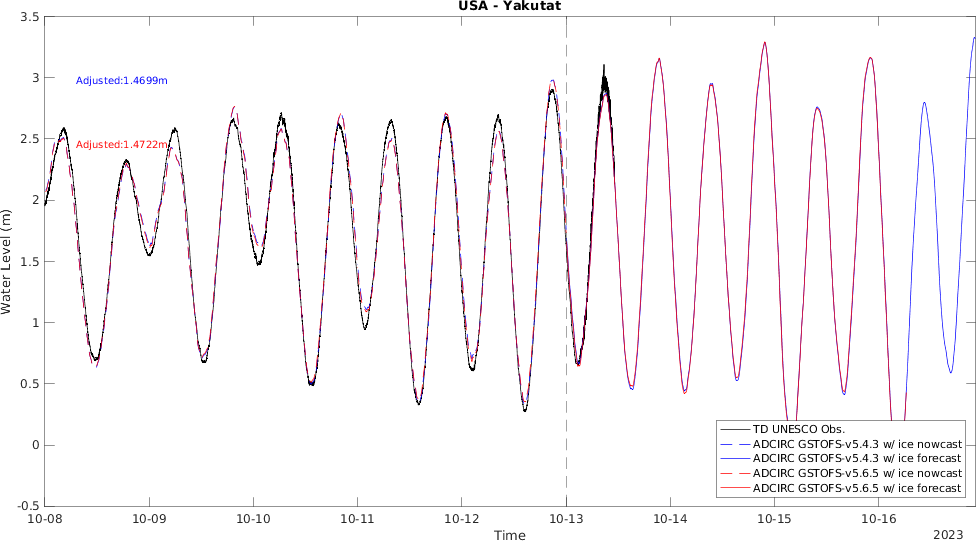 USA - Yakutat
3.5
3
2.5
2
1.5
1
0.5
0
-0.5
Water Level (m)
Adjusted:1.4699m
Adjusted:1.4722m
TD UNESCO Obs.
ADCIRC GSTOFS-v5.4.3 w/ ice nowcast
ADCIRC GSTOFS-v5.4.3 w/ ice forecast
ADCIRC GSTOFS-v5.6.5 w/ ice nowcast
ADCIRC GSTOFS-v5.6.5 w/ ice forecast
10-08 10-09 10-10 10-11 10-12 10-13 10-14 10-15 10-16
Time
2023